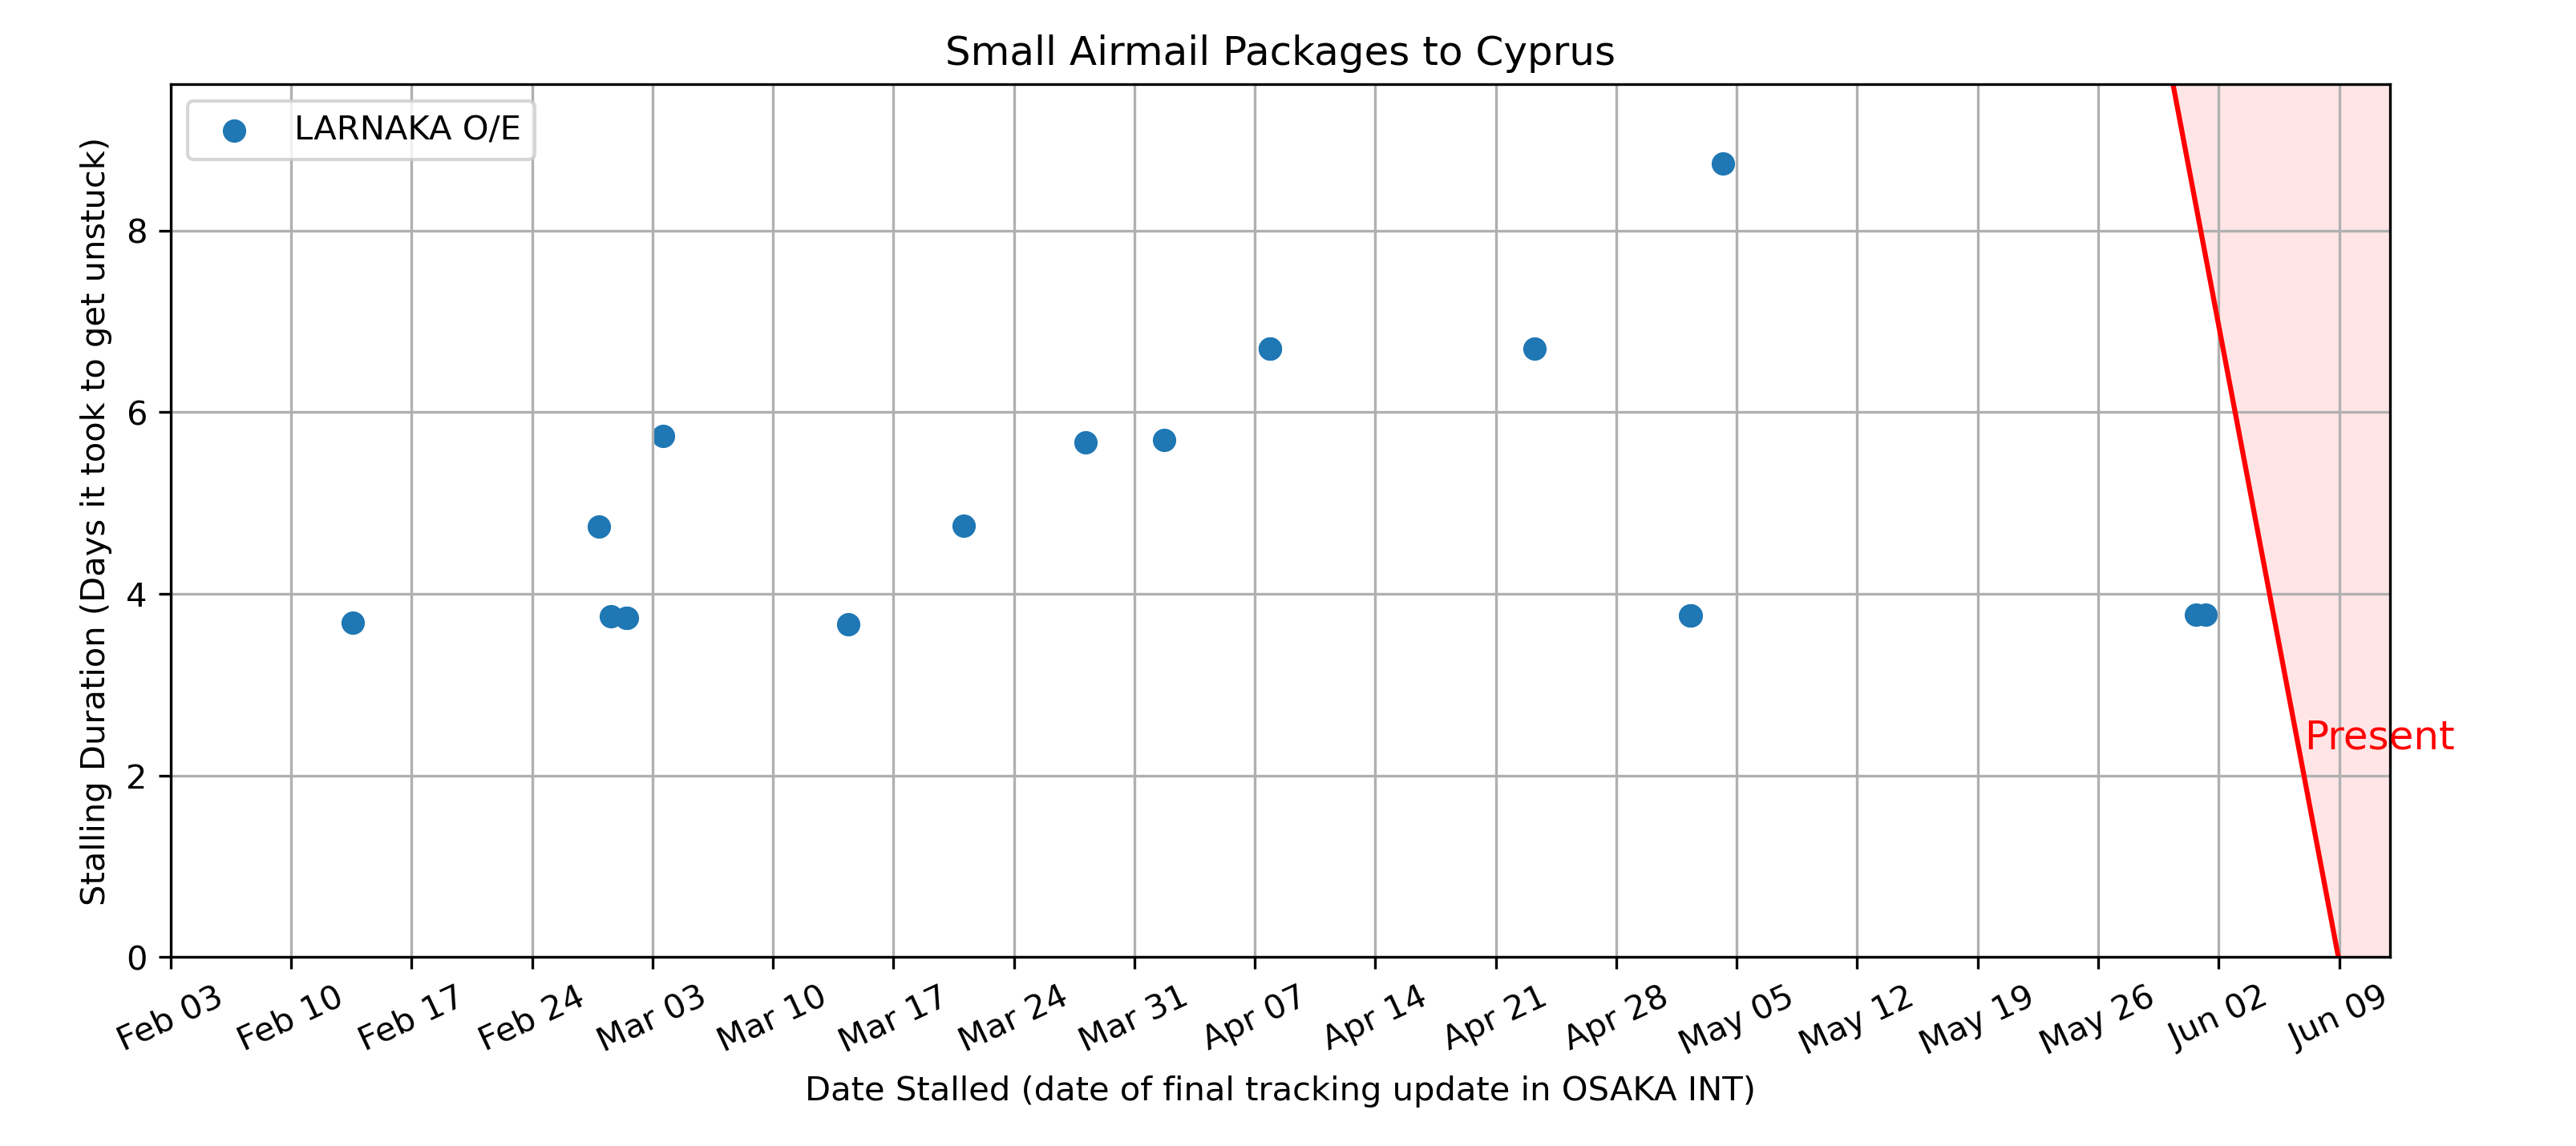 Small Airmail Packages to Cyprus
LARNAKA O/E
Stalling Duration (Days it took to get unstuck)
8
6
4
2
0
Present
Feb 03
Feb 10
Feb 17
Feb 24
Mar 03
Mar 10
Mar 17
Mar 24
Mar 31
Apr 07
Apr 14
Apr 21
Apr 28
May 05
May 12
May 19
May 26
Jun 02
Jun 09
Date Stalled (date of final tracking update in OSAKA INT)